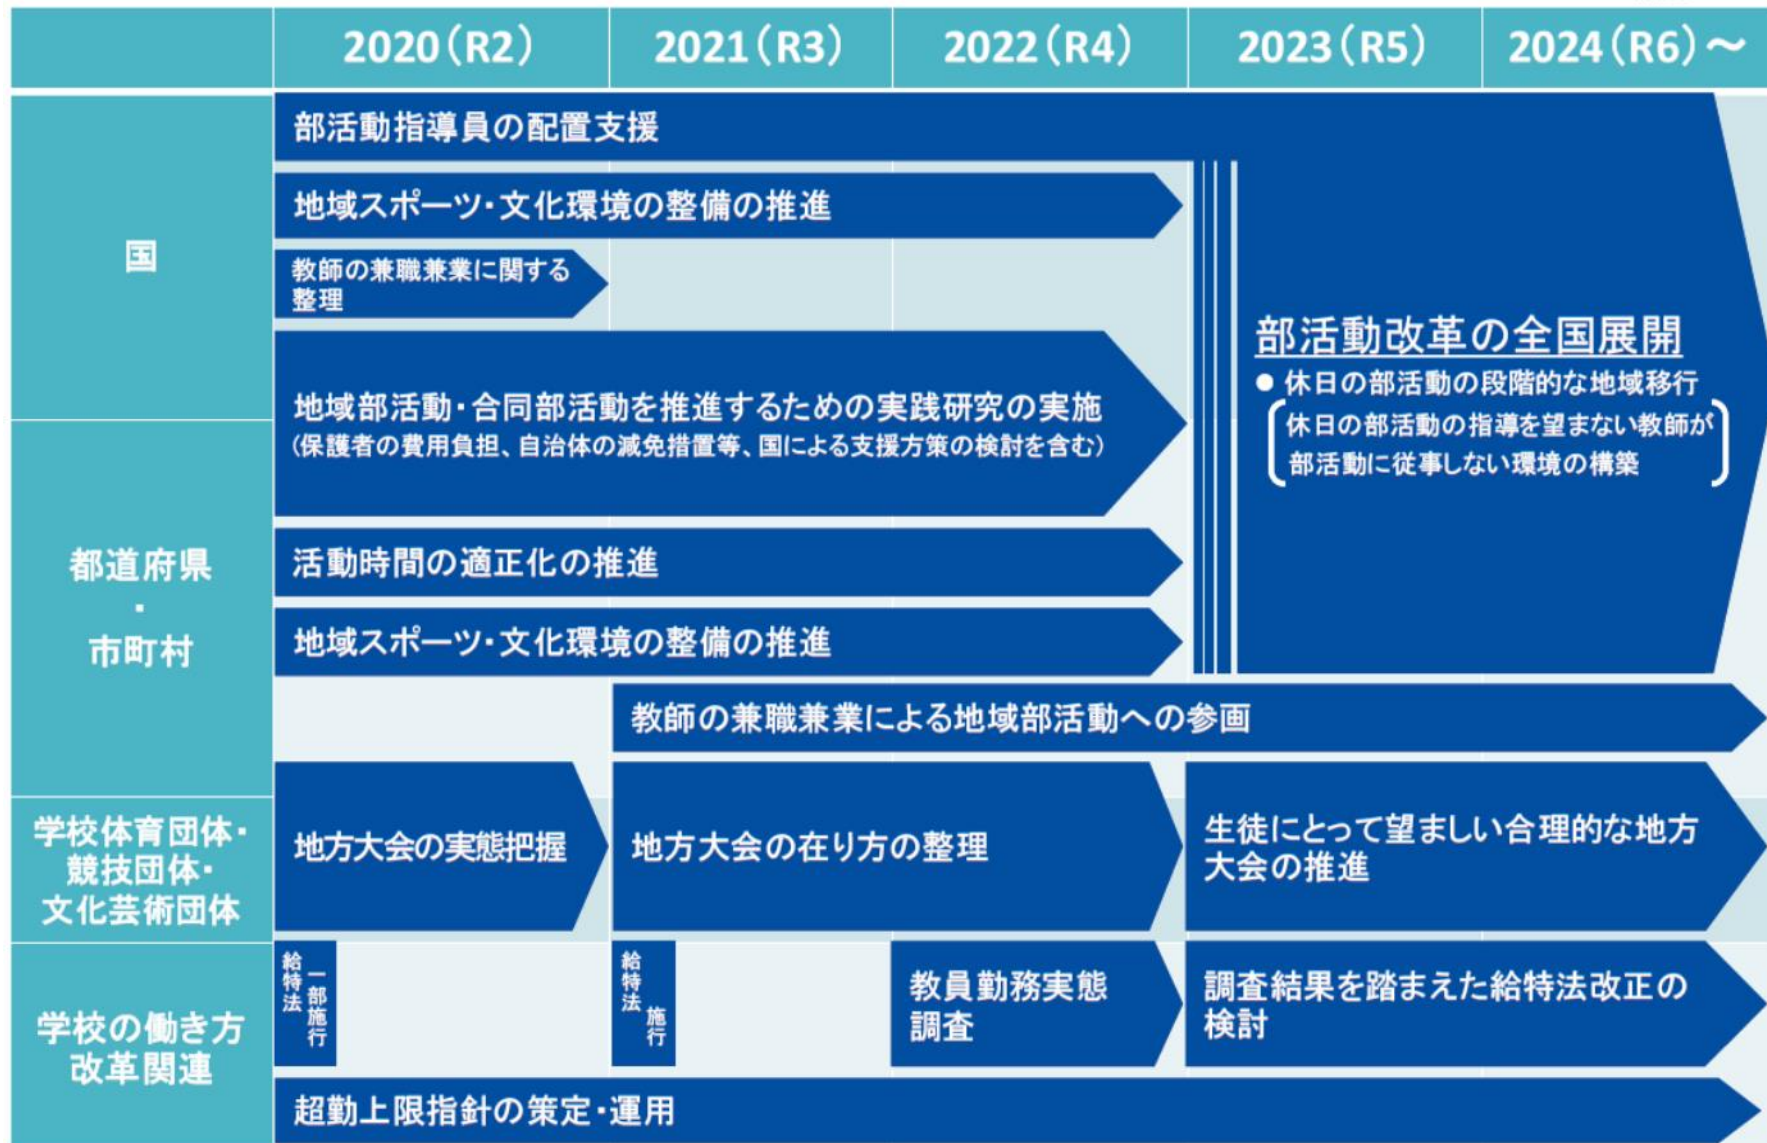 2020(R2) 2021(R3) 2022(R4) 2023(R5) 2024(R6)～
国
部活動指導員の配置支援
地域スポーツ・文化環境の整備の推進
教師の兼職兼業に関する
整理
地域部活動・合同部活動を推進するための実践研究の実施
(保護者の費用負担、自治体の減免措置等、国による支援方策の検討を含む)
部活動改革の全国展開
● 休日の部活動の段階的な地域移行
休日の部活動の指導を望まない教師が
部活動に従事しない環境の構築
都道府県
・
市町村
活動時間の適正化の推進
地域スポーツ・文化環境の整備の推進
教師の兼職兼業による地域部活動への参画
学校体育団体・
競技団体・
文化芸術団体
地方大会の実態把握
地方大会の在り方の整理
生徒にとって望ましい合理的な地方
大会の推進
学校の働き方
改革関連
給特法
一部施行
給特法
施行
教員勤務実態
調査
調査結果を踏まえた給特法改正の
検討
超勤上限指針の策定・運用